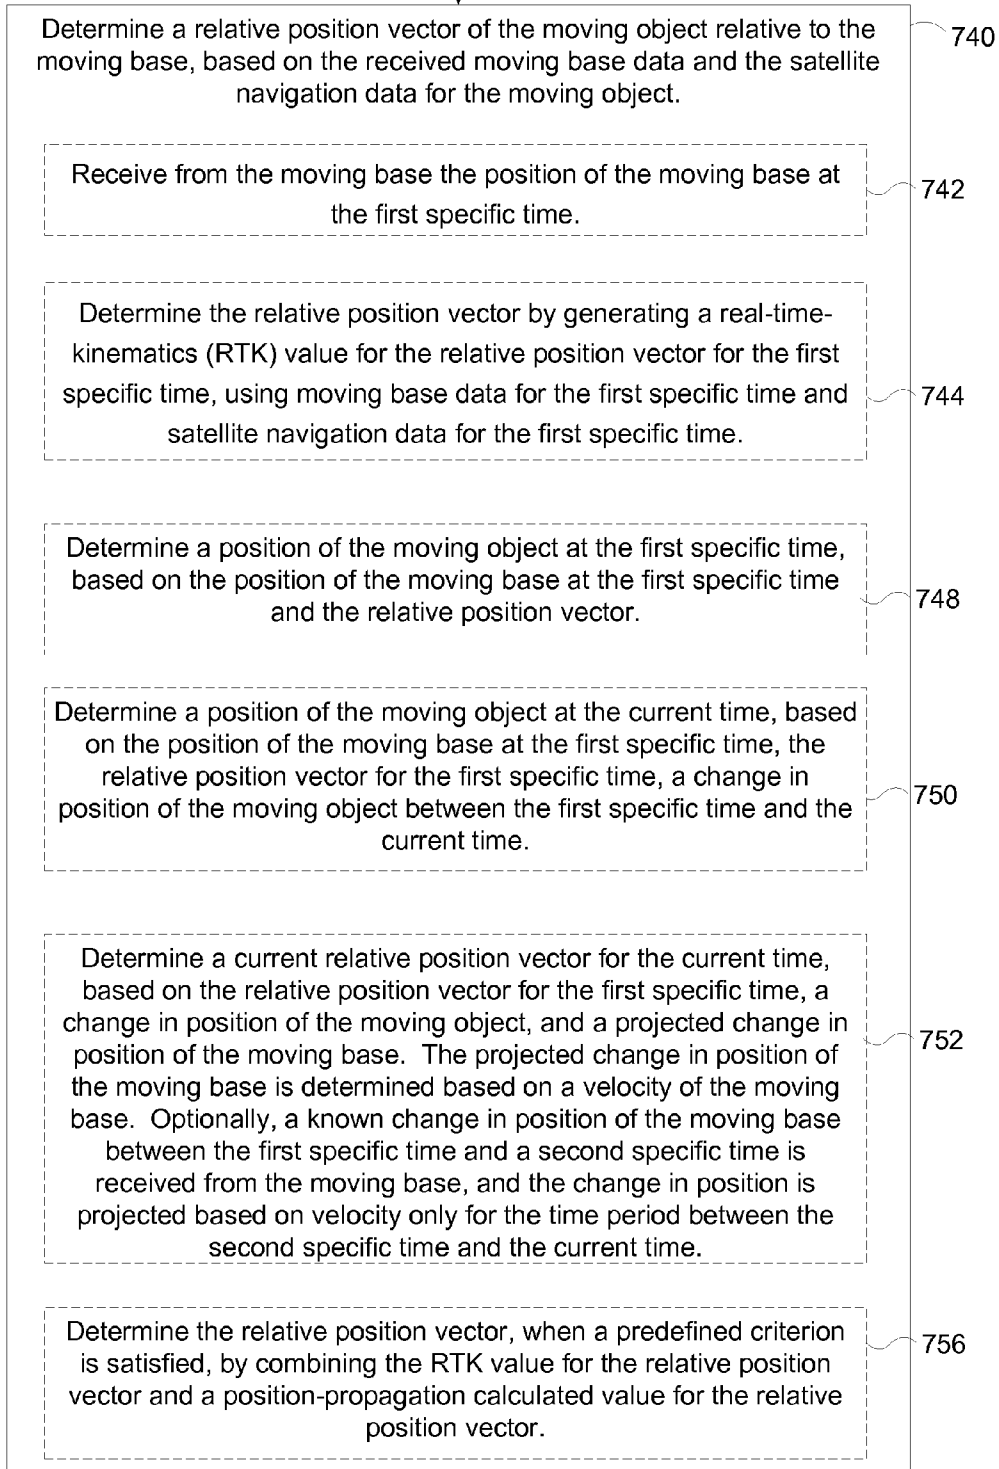 Determine a relative position vector of the moving object relative to the
moving base, based on the received moving base data and the satellite
navigation data for the moving object.
740
Receive from the moving base the position of the moving base at
the first specific time.
742
Determine the relative position vector by generating a real-time-
kinematics (RTK) value for the relative position vector for the first
specific time, using moving base data for the first specific time and
satellite navigation data for the first specific time.
744
Determine a position of the moving object at the first specific time,
based on the position of the moving base at the first specific time
and the relative position vector.
748
Determine a position of the moving object at the current time, based
on the position of the moving base at the first specific time, the
relative position vector for the first specific time, a change in
position of the moving object between the first specific time and the
current time.
750
Determine a current relative position vector for the current time,
based on the relative position vector for the first specific time, a
change in position of the moving object, and a projected change in
position of the moving base.  The projected change in position of
the moving base is determined based on a velocity of the moving
base.  Optionally, a known change in position of the moving base
between the first specific time and a second specific time is
received from the moving base, and the change in position is
projected based on velocity only for the time period between the
second specific time and the current time.
752
Determine the relative position vector, when a predefined criterion
is satisfied, by combining the RTK value for the relative position
vector and a position-propagation calculated value for the relative
position vector.
756